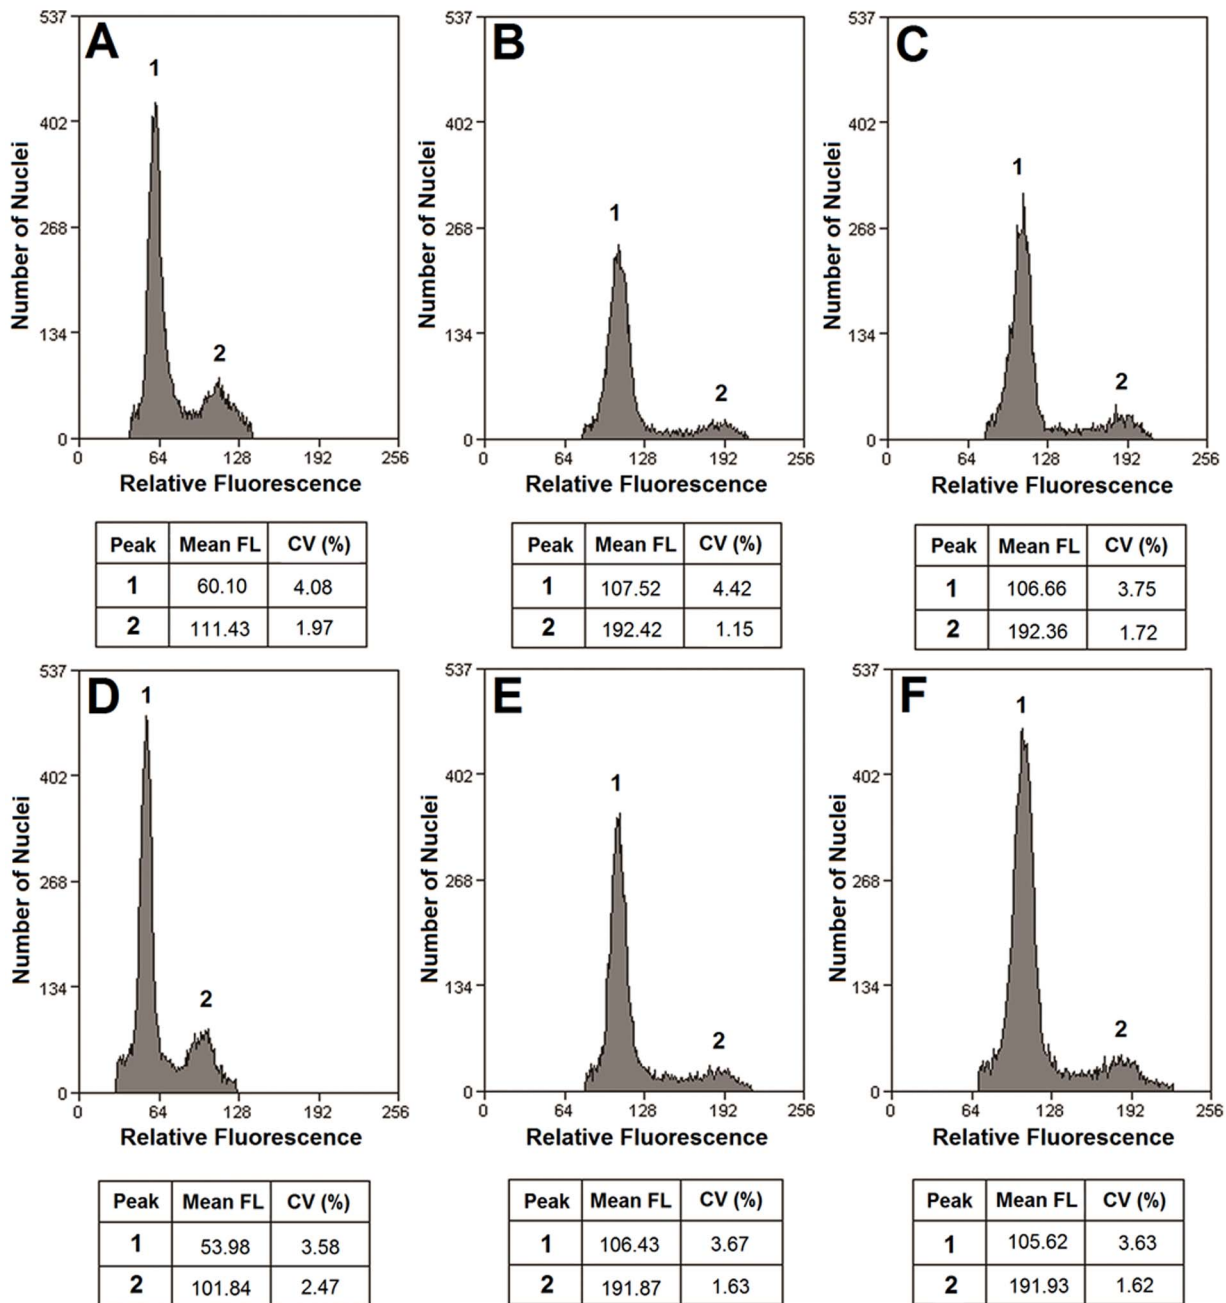 A
1
2
537
402
268
134
0
0 64 128 192 256
Number of Nuclei
Relative Fluorescence
Peak Mean FL CV (%)
1 60.10 4.08
2 111.43 1.97
B
1
2
537
402
268
134
0
0 64 128 192 256
Number of Nuclei
Relative Fluorescence
Peak Mean FL CV (%)
1 107.52 4.42
2 192.42 1.15
C
1
2
537
402
268
134
0
0 64 128 192 256
Number of Nuclei
Relative Fluorescence
Peak Mean FL CV (%)
1 106.66 3.75
2 192.36 1.72
D
1
2
537
402
268
134
0
0 64 128 192 256
Number of Nuclei
Relative Fluorescence
Peak Mean FL CV (%)
1 53.98 3.58
2 101.84 2.47
E
1
2
537
402
268
134
0
0 64 128 192 256
Number of Nuclei
Relative Fluorescence
Peak Mean FL CV (%)
1 106.43 3.67
2 191.87 1.63
F
1
2
537
402
268
134
0
0 64 128 192 256
Number of Nuclei
Relative Fluorescence
Peak Mean FL CV (%)
1 105.62 3.63
2 191.93 1.62